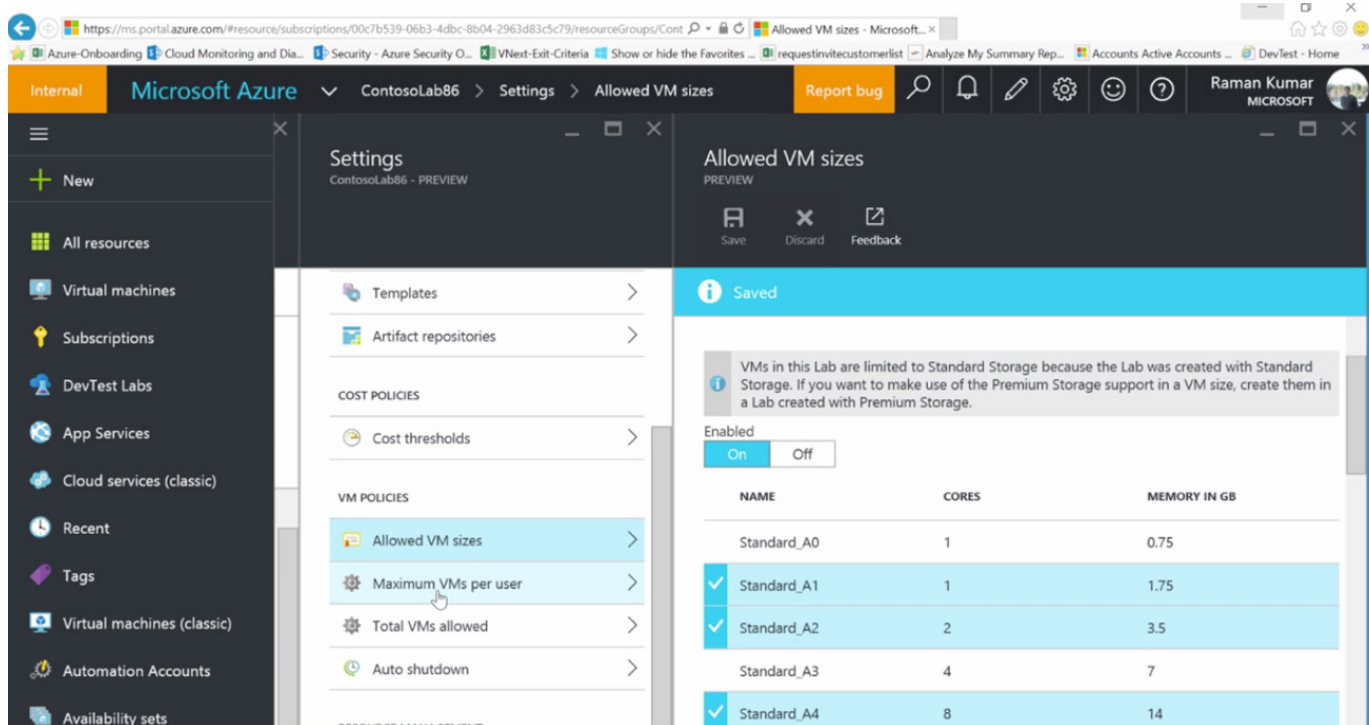 https://ms.portal.azure.com/#resource/subscriptions/00c7b539-06b3-4dbc-8b04-2963d83c5c79/resourceGroups/Cont
Allowed VM sizes - Microsoft...
Azure-Onboarding
Cloud Monitoring and Dia...
Security - Azure Security O...
VNext-Exit-Criteria
Show or hide the Favorites ...
requestinvitecustomerlist
Analyze My Summary Rep...
Accounts Active Accounts ...
DevTest - Home
Internal
Microsoft Azure
ContosoLab86 > Settings > Allowed VM sizes
Report bug
Raman Kumar
MICROSOFT
New
All resources
Virtual machines
Subscriptions
DevTest Labs
App Services
Cloud services (classic)
Recent
Tags
Virtual machines (classic)
Automation Accounts
Availability sets
Settings
ContosoLab86 - PREVIEW
Templates
Artifact repositories
COST POLICIES
Cost thresholds
VM POLICIES
Allowed VM sizes
Maximum VMs per user
Total VMs allowed
Auto shutdown
Allowed VM sizes
PREVIEW
Save
Discard
Feedback
Saved
VMs in this Lab are limited to Standard Storage because the Lab was created with Standard
Storage. If you want to make use of the Premium Storage support in a VM size, create them in
a Lab created with Premium Storage.
Enabled
On Off
NAME CORES MEMORY IN GB
Standard_A0 1 0.75
Standard_A1 1 1.75
Standard_A2 2 3.5
Standard_A3 4 7
Standard_A4 8 14